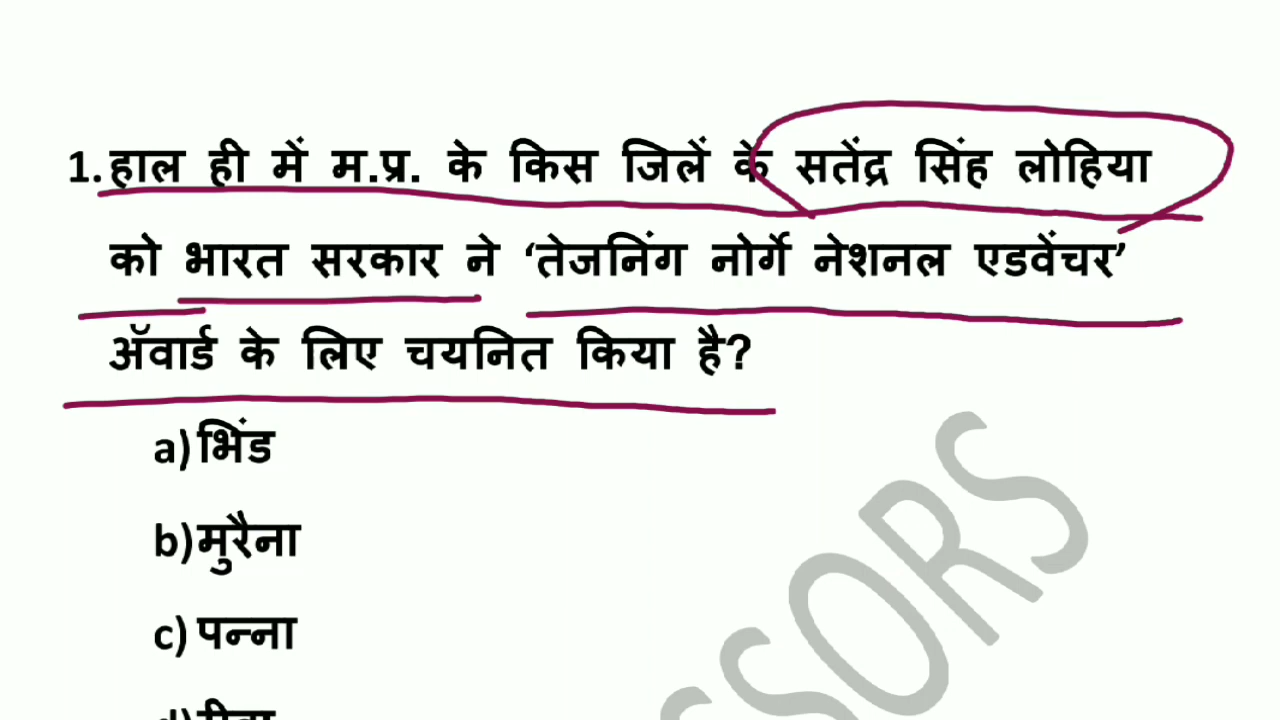 1. हाल ही में म.प्र. के किस जिलें के सतेंद्र सिंह लोहिया
को भारत सरकार ने ‘तेजनिंग नोर्गे नेशनल एडवेंचर’
अॅवार्ड के लिए चयनित किया है?
a) भिंड
b) मुरैना
c) पन्ना